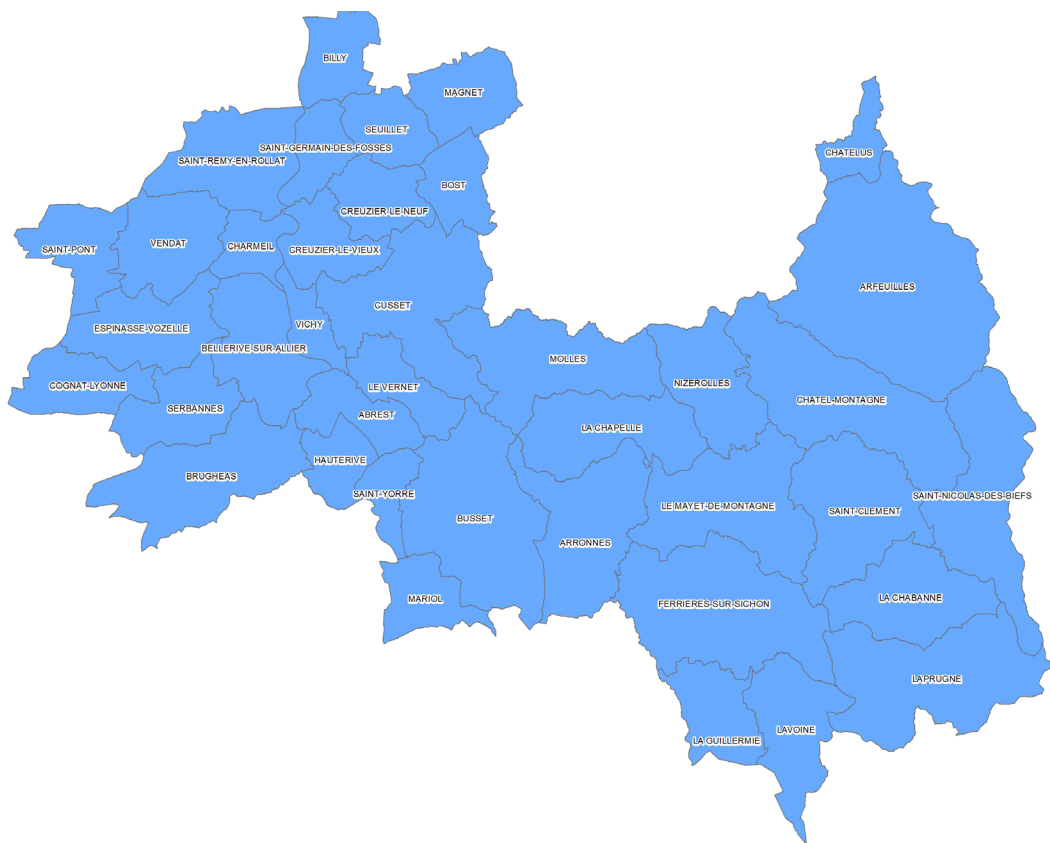 BILLY
MAGNET
SEUILLET
SAINT-GERMAIN-DES-FOSSES
CHATELUS
SAINT-REMY-EN-ROLLAT
BOST
CREUZIER-LE-NEUF
VENDAT
CHARMEIL
SAINT-PONT
CREUZIER-LE-VIEUX
ARFEUILLES
CUSSET
VICHY
ESPINASSE-VOZELLE
BELLERIVE-SUR-ALLIER
MOLLES
NIZEROLLES
COGNAT-LYONNE
LE VERNET
CHATEL-MONTAGNE
SERBANNES
ABREST
LA CHAPELLE
HAUTERIVE
BRUGHEAS
SAINT-YORRE
SAINT-NICOLAS-DES-BIEFS
LE MAYET-DE-MONTAGNE
SAINT-CLEMENT
BUSSET
ARRONNES
MARIOL
LA CHABANNE
FERRIERES-SUR-SICHON
LAPRUGNE
LAVOINE
LA GUILLERMIE